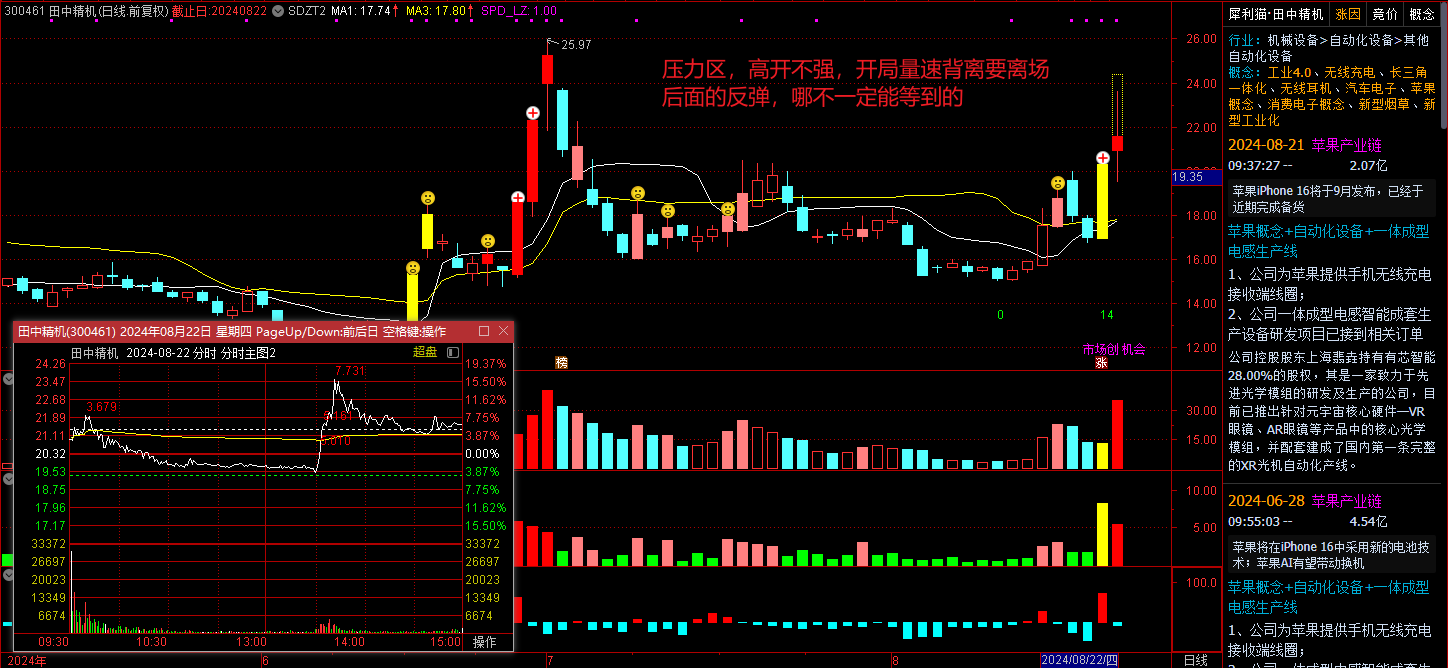 300461 田中精机(日线.前复权) 截止日:20240822 SDZT2 MA1: 17.74↑ MA3: 17.80↑ SPD_LZ: 1.00
25.97
压力区，高开不强，开局量速背离要离场
后面的反弹，哪不一定能等到的
26.00
24.00
22.00
20.00
19.35
18.00
16.00
14.00
12.00
0
14
市场创机会
榜
涨
30.00
15.00
10.00
5.00
100.0
田中精机(300461) 2024年08月22日 星期四 PageUp/Down:前后日 空格键:操作
田中精机 2024-08-22 分时 分时主图2
超盘
24.26
23.47
22.68
21.89
21.11
20.32
19.53
18.75
17.96
17.17
33372
26697
20023
13349
6674
3.679
7.731
19.37%
15.50%
11.62%
7.75%
3.87%
0.00%
3.87%
7.75%
11.62%
15.50%
33372
26697
20023
13349
6674
09:30
10:30
13:00
14:00
15:00
操作
2024年
6
7
8
2024/08/22/四
日线
犀利猫·田中精机
涨因
竞价
概念
行业: 机械设备>自动化设备>其他
自动化设备
概念: 工业4.0、无线充电、长三角
一体化、无线耳机、汽车电子、苹果
概念、消费电子概念、新型烟草、新
型工业化
2024-08-21 苹果产业链
09:37:27 -- 2.07亿
苹果iPhone 16将于9月发布，已经于
近期完成备货
苹果概念+自动化设备+一体成型
电感生产线
1、公司为苹果提供手机无线充电
接收端线圈；
2、公司一体成型电感智能成套生
产设备研发项目已接到相关订单
公司控股股东上海翡垚持有有芯智能
28.00%的股权，其是一家致力于先
进光学模组的研发及生产的公司，目
前已推出针对元宇宙核心硬件—VR
眼镜、AR眼镜等产品中的核心光学
模组，并配套建成了国内第一条完整
的XR光机自动化产线。
2024-06-28 苹果产业链
09:55:03 -- 4.54亿
苹果将在iPhone 16中采用新的电池技
术；苹果AI有望带动换机
苹果概念+自动化设备+一体成型
电感生产线
1、公司为苹果提供手机无线充电
接收端线圈；